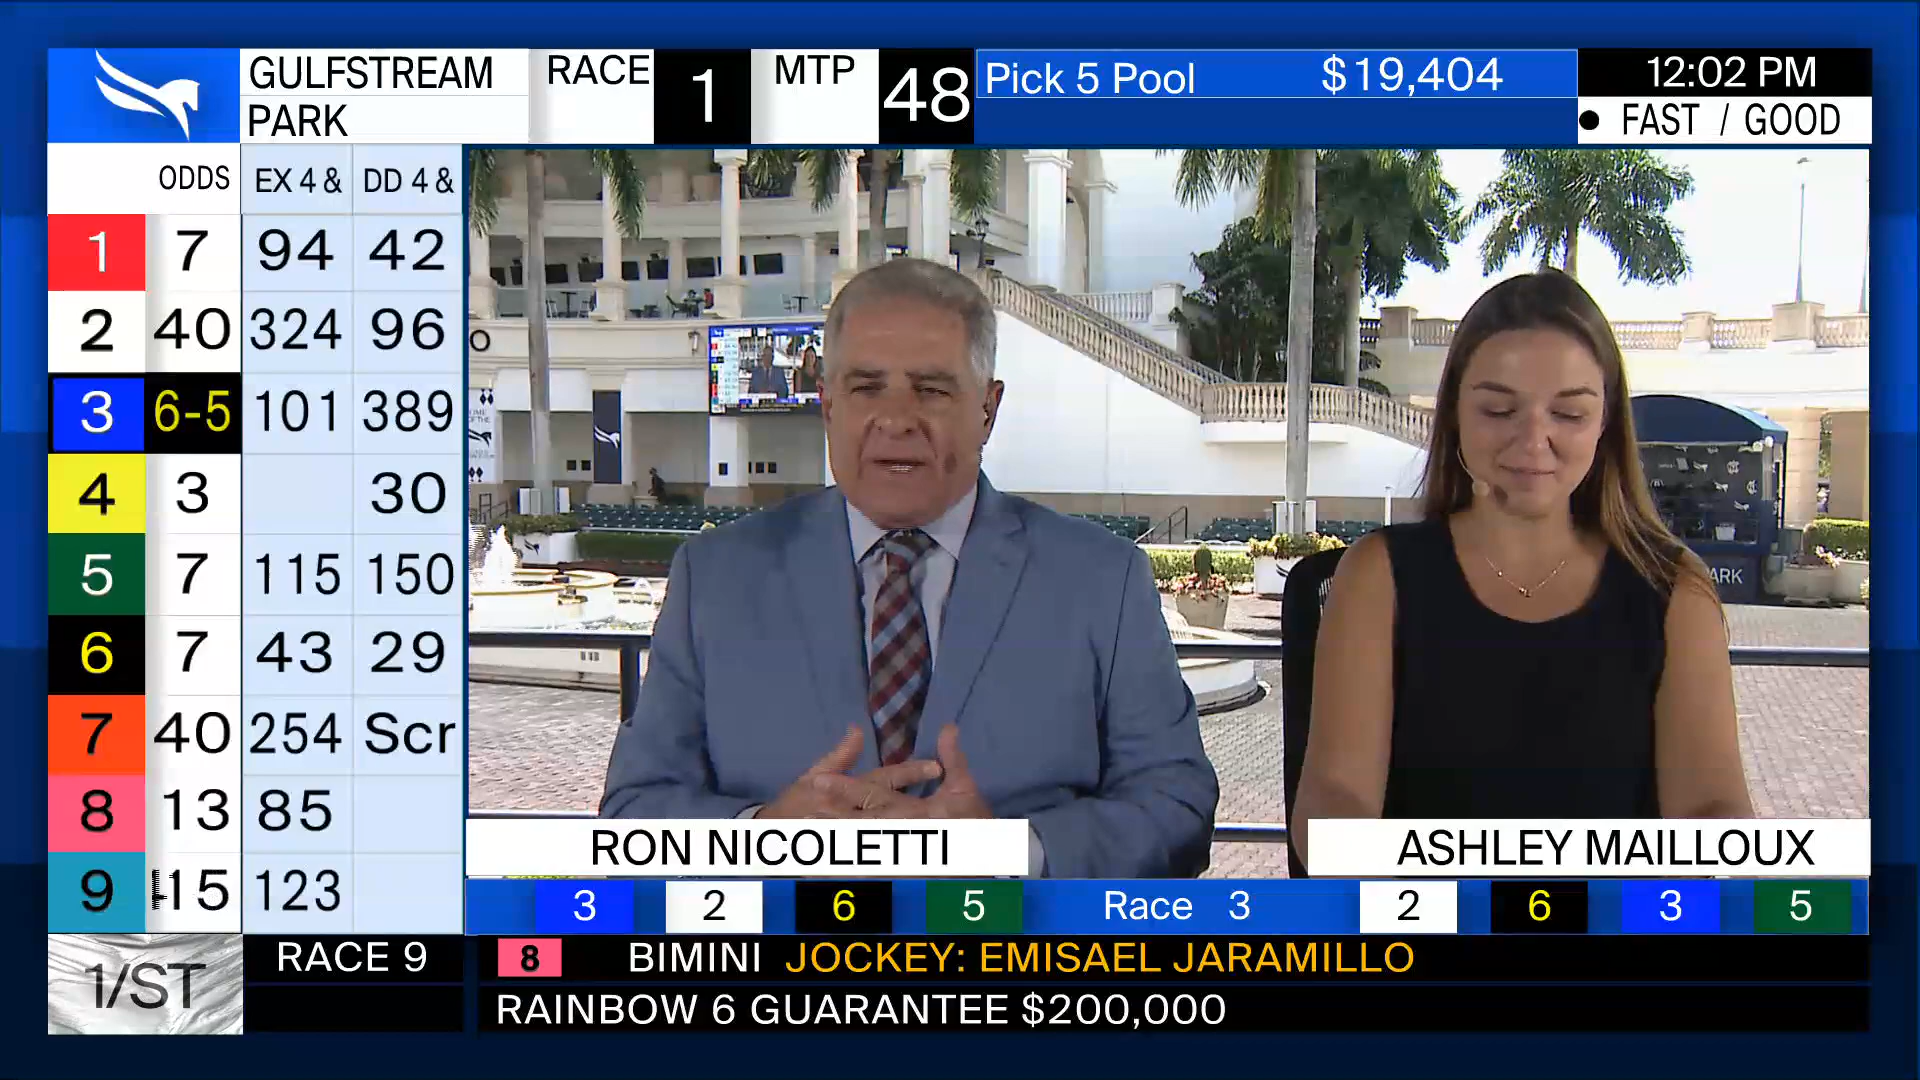 GULFSTREAM PARK
RACE 1 MTP 48
Pick 5 Pool $19,404
12:02 PM
FAST / GOOD
ODDS EX 4 & DD 4 &
1 7 94 42
2 40 324 96
3 6-5 101 389
4 3 30
5 7 115 150
6 7 43 29
7 40 254 Scr
8 13 85
9 15 123
ARK
RON NICOLETTI
ASHLEY MAILLOUX
3 2 6 5 Race 3 2 6 3 5
1/ST RACE 9
8 BIMINI JOCKEY: EMISAEL JARAMILLO
RAINBOW 6 GUARANTEE $200,000